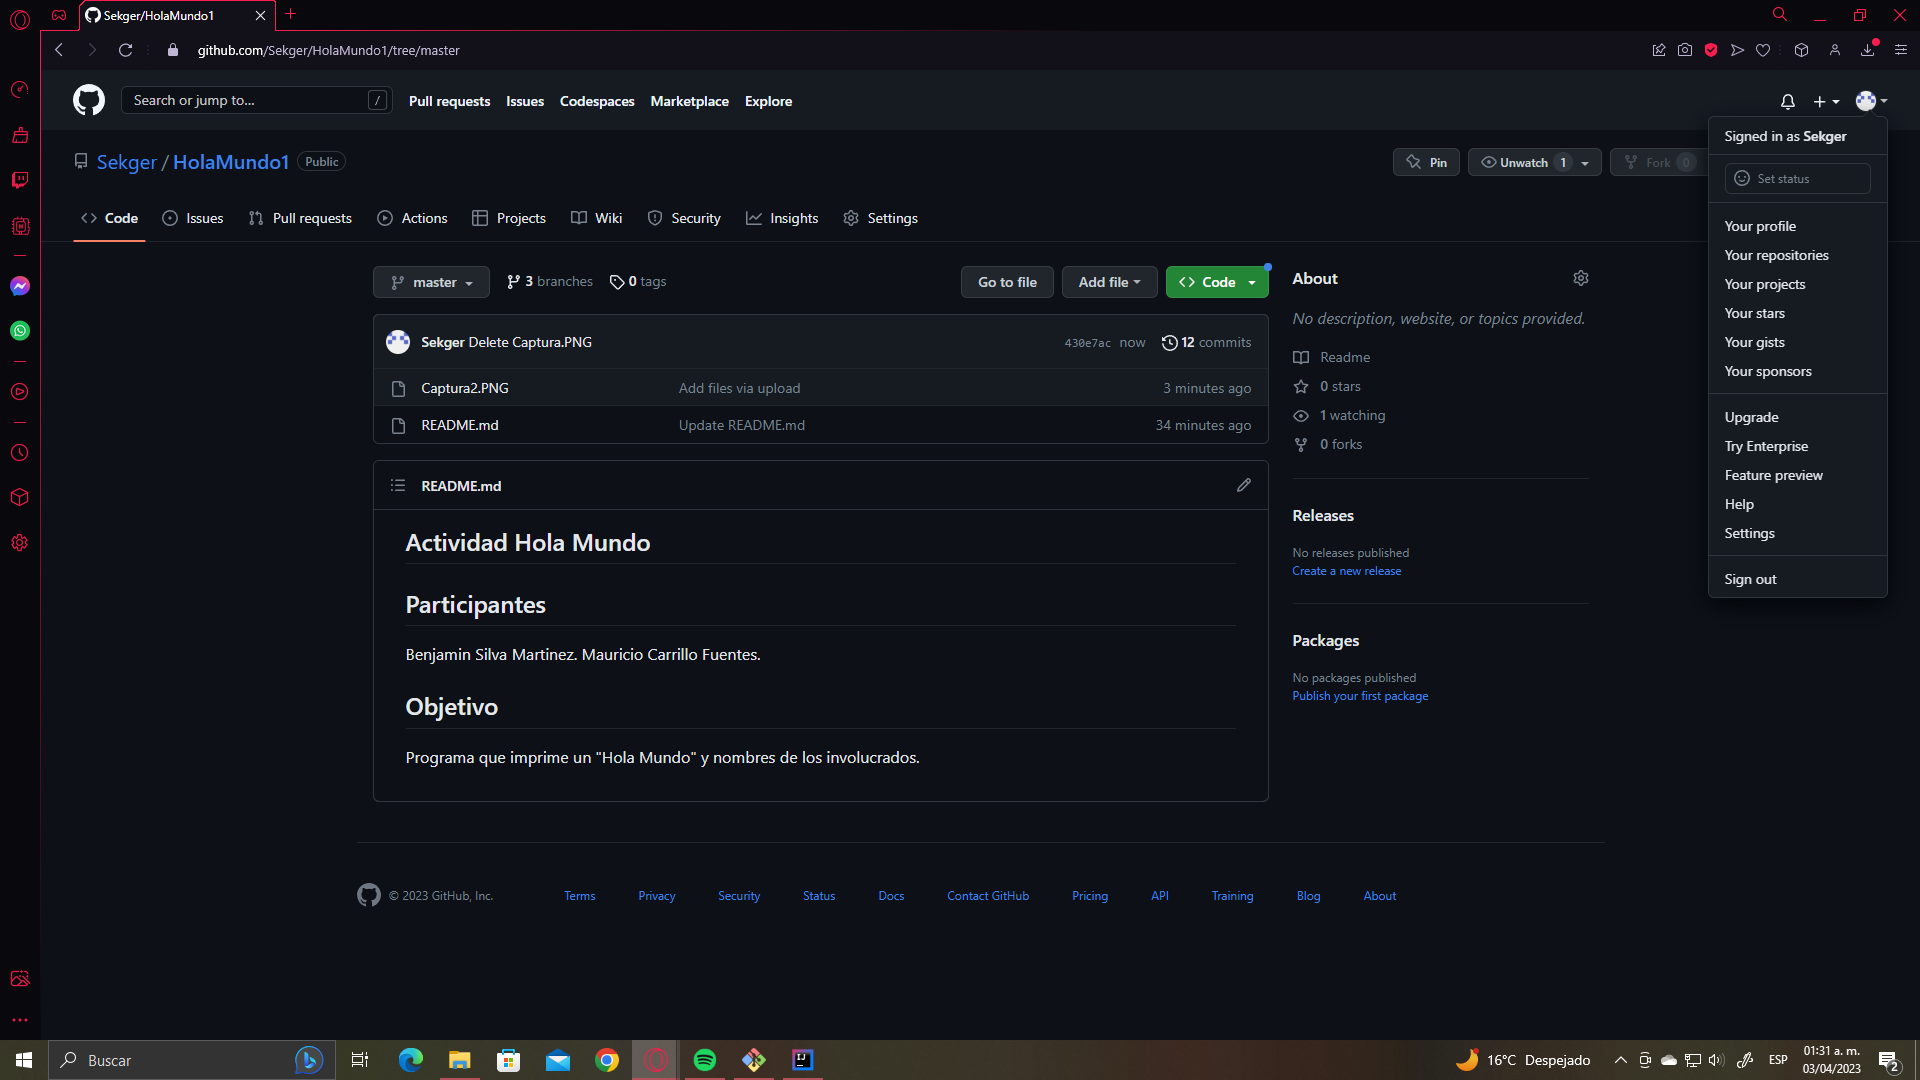 Sekger/HolaMundo1
github.com/Sekger/HolaMundo1/tree/master
Search or jump to... /
Pull requests Issues Codespaces Marketplace Explore
Signed in as Sekger
Set status
Your profile
Your repositories
Your projects
Your stars
Your gists
Your sponsors
Upgrade
Try Enterprise
Feature preview
Help
Settings
Sign out
Sekger / HolaMundo1 Public
Pin Unwatch 1 Fork 0
Code Issues Pull requests Actions Projects Wiki Security Insights Settings
master 3 branches 0 tags Go to file Add file Code
Sekger Delete Captura.PNG 430e7ac now 12 commits
Captura2.PNG Add files via upload 3 minutes ago
README.md Update README.md 34 minutes ago
README.md
Actividad Hola Mundo
Participantes
Benjamin Silva Martinez. Mauricio Carrillo Fuentes.
Objetivo
Programa que imprime un "Hola Mundo" y nombres de los involucrados.
About
No description, website, or topics provided.
Readme
0 stars
1 watching
0 forks
Releases
No releases published
Create a new release
Packages
No packages published
Publish your first package
© 2023 GitHub, Inc. Terms Privacy Security Status Docs Contact GitHub Pricing API Training Blog About
Buscar
IJ
16°C Despejado
ESP
01:31 a. m.
03/04/2023
2